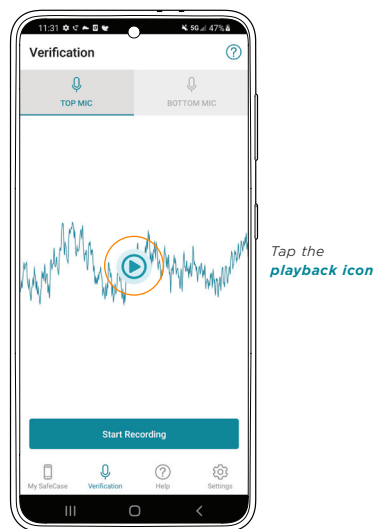 11:31 5G 47%
Verification
TOP MIC BOTTOM MIC
Tap the
playback icon
Start Recording
My SafeCase Verification Help Settings